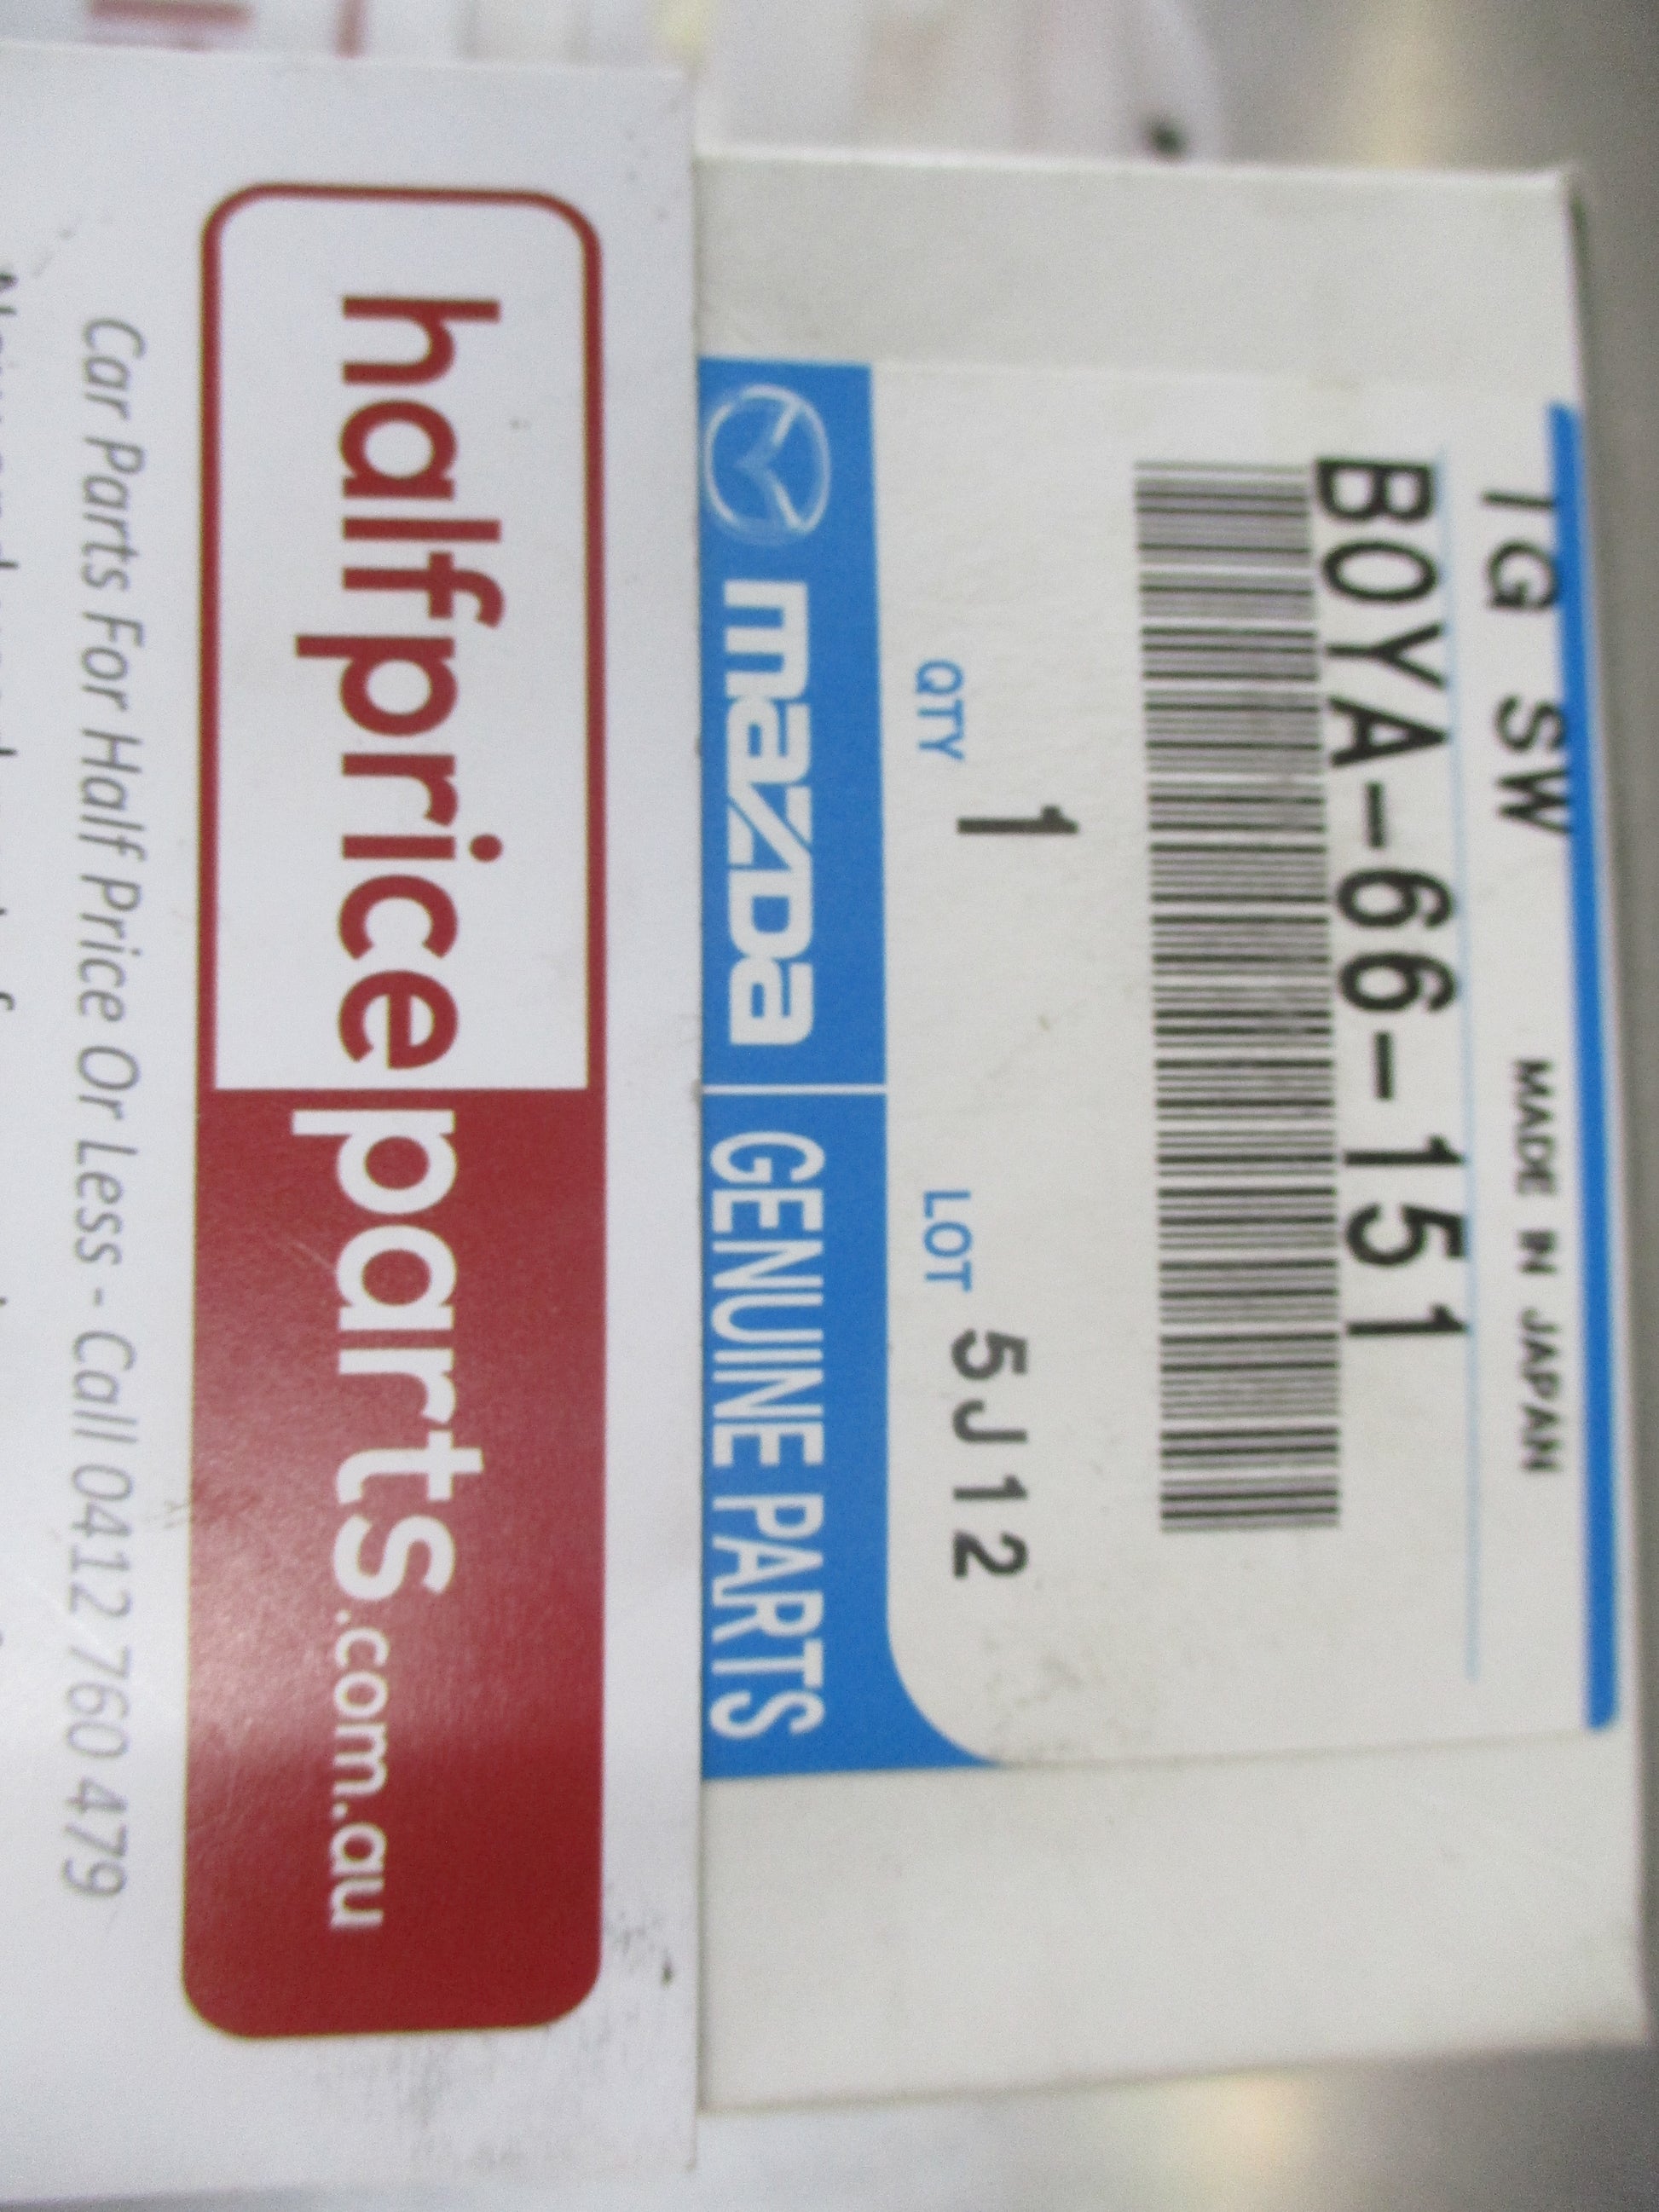 IG SW MADE IN JAPAN
B0YA-66-151
QTY 1 LOT 5J12
mazda GENUINE PARTS
halfpriceparts.com.au
Car Parts For Half Price Or Less - Call 0412 760 479